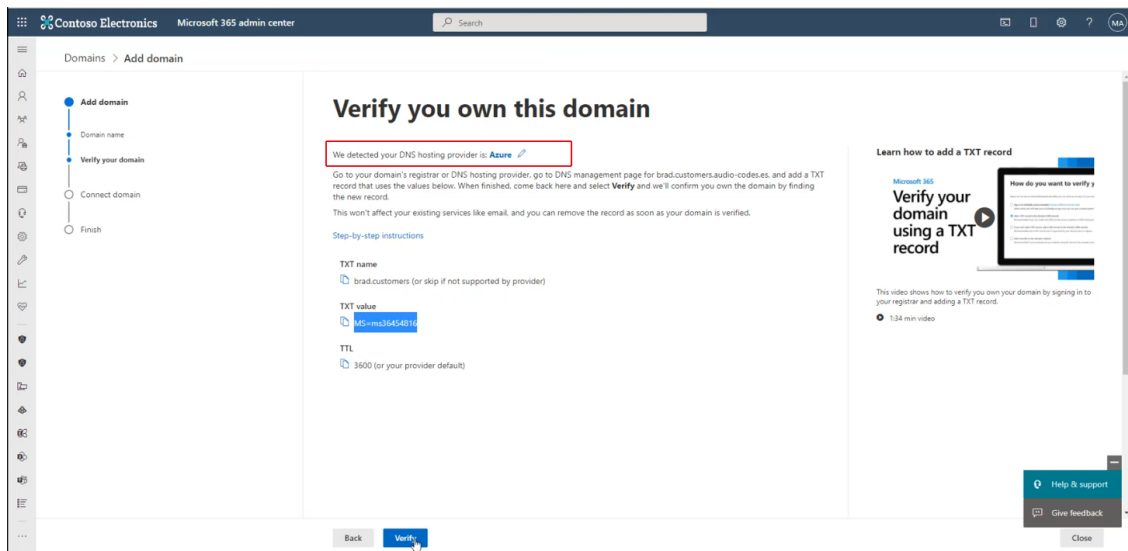 Contoso Electronics Microsoft 365 admin center
Search
MA
Domains > Add domain
Add domain
Domain name
Verify your domain
Connect domain
Finish
Verify you own this domain
We detected your DNS hosting provider is: Azure
Go to your domain's registrar or DNS hosting provider, go to DNS management page for brad.customers.audio-codes.es, and add a TXT
record that uses the values below. When finished, come back here and select Verify and we'll confirm you own the domain by finding
the new record.
This won't affect your existing services like email, and you can remove the record as soon as your domain is verified.
Step-by-step instructions
TXT name
brad.customers (or skip if not supported by provider)
TXT value
MS=ms36454816
TTL
3600 (or your provider default)
Back
Verify
Learn how to add a TXT record
Microsoft 365
Verify your
domain
using a TXT
record
How do you want to verify y
This video shows how to verify you own your domain by signing in to
your registrar and adding a TXT record.
1:34 min video
Help & support
Give feedback
Close